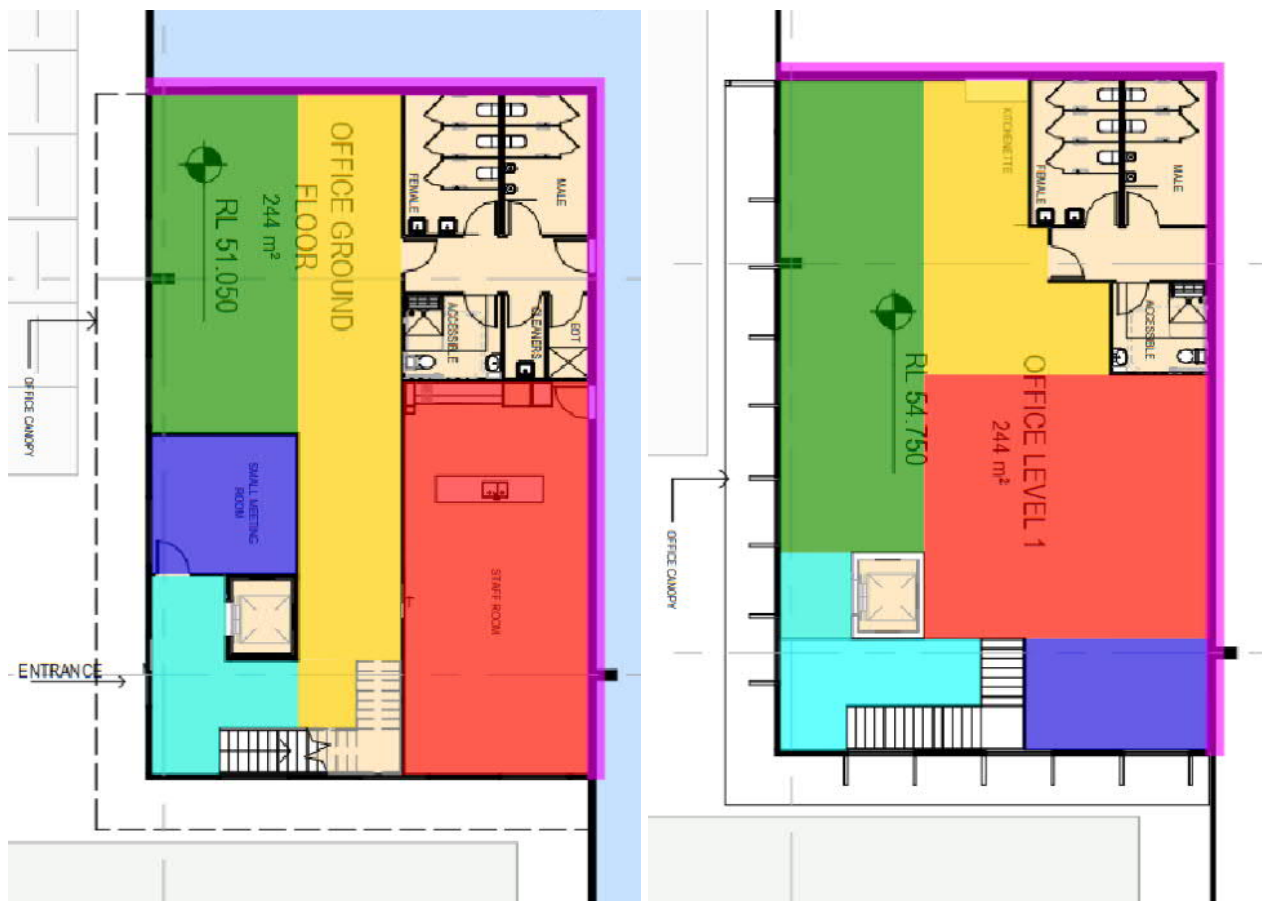 OFFICE GROUND
FLOOR
244 m²
RL 51.050
FEMALE
MALE
ACCESSIBLE
CLEANERS
EDT
OFFICE CANOPY
SMALL MEETING
ROOM
STAFF ROOM
ENTRANCE
KITCHENETTE
FEMALE
MALE
ACCESSIBLE
OFFICE LEVEL 1
244 m²
RL 54.750
OFFICE CANOPY